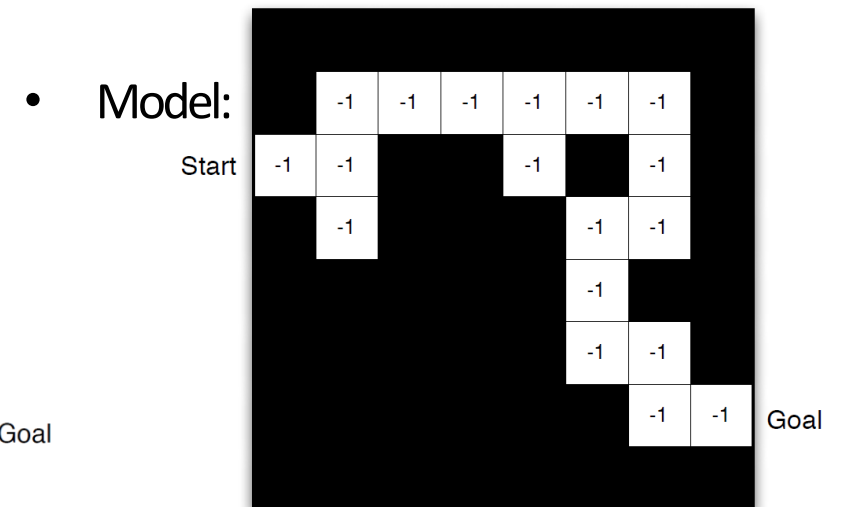 • Model:
-1 -1 -1 -1 -1 -1
Start -1 -1 -1 -1
-1 -1 -1
-1
-1 -1
-1 -1 Goal
Goal